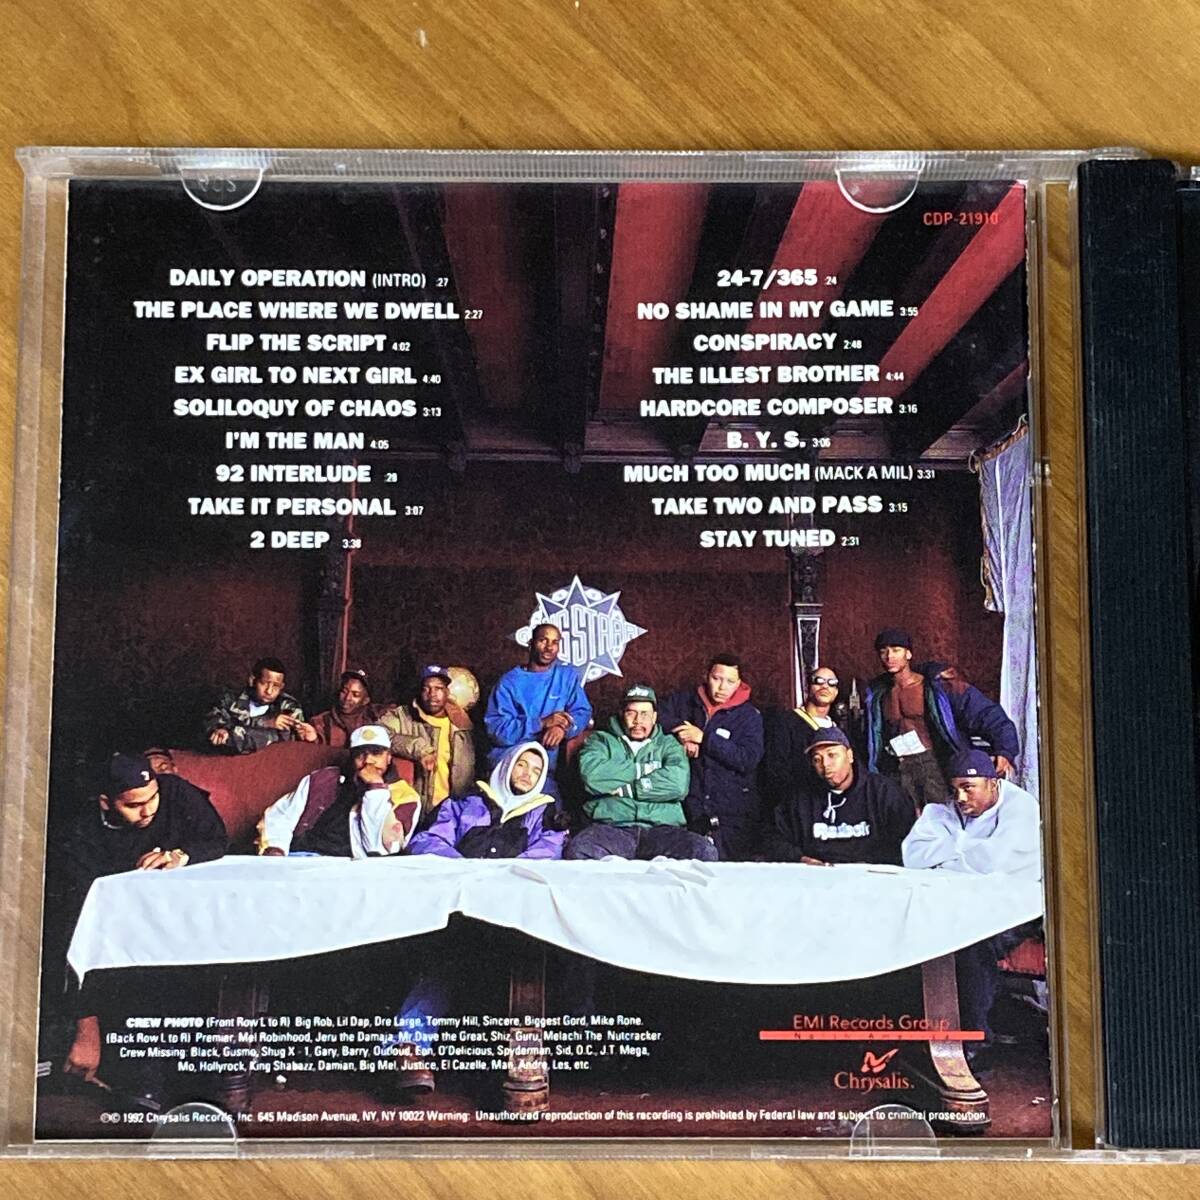 CDP-21910
DAILY OPERATION (INTRO) :27
THE PLACE WHERE WE DWELL 2:27
FLIP THE SCRIPT 4:02
EX GIRL TO NEXT GIRL 4:40
SOLILOQUY OF CHAOS 3:13
I'M THE MAN 4:05
92 INTERLUDE :28
TAKE IT PERSONAL 3:07
2 DEEP 3:38
24-7/365 :24
NO SHAME IN MY GAME 3:55
CONSPIRACY 2:48
THE ILLEST BROTHER 4:44
HARDCORE COMPOSER 3:16
B. Y. S. 3:06
MUCH TOO MUCH (MACK A MIL) 3:31
TAKE TWO AND PASS 3:15
STAY TUNED 2:31
GANGSTARR
Reebok
CREW PHOTO (Front Row L to R) Big Rob, Lil Dap, Dre Large, Tommy Hill, Sincere, Biggest Gord, Mike Rone.
(Back Row L to R) Premier, Mel Robinhood, Jeru the Damaja, Mr.Dave the Great, Shiz, Guru, Melachi The Nutcracker.
Crew Missing: Black, Gusmo, Shug X - 1, Gary, Barry, Outloud, Eon, O'Delicious, Spyderman, Sid, O.C., J.T. Mega,
Mo, Hollyrock, King Shabazz, Damian, Big Mel, Justice, El Cazelle, Man, Andre, Les, etc.
EMI Records Group
North America
Chrysalis.
℗© 1992 Chrysalis Records, Inc. 645 Madison Avenue, NY, NY 10022 Warning: Unauthorized reproduction of this recording is prohibited by Federal law and subject to criminal prosecution.